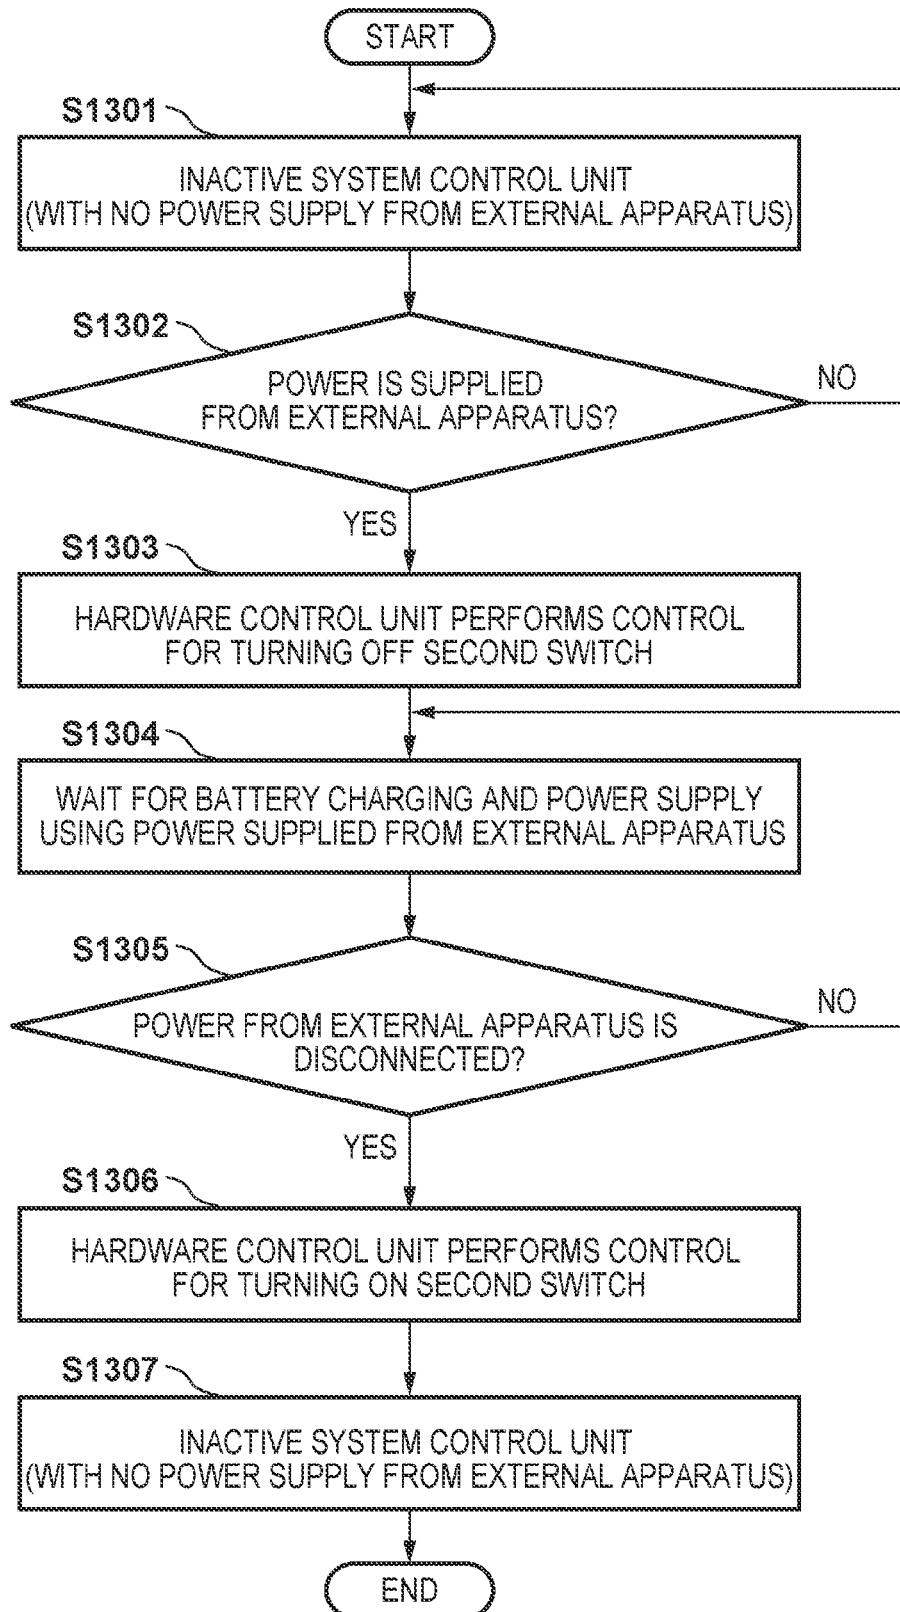 START
S1301
INACTIVE SYSTEM CONTROL UNIT
(WITH NO POWER SUPPLY FROM EXTERNAL APPARATUS)
S1302
POWER IS SUPPLIED
FROM EXTERNAL APPARATUS?
NO
YES
S1303
HARDWARE CONTROL UNIT PERFORMS CONTROL
FOR TURNING OFF SECOND SWITCH
S1304
WAIT FOR BATTERY CHARGING AND POWER SUPPLY
USING POWER SUPPLIED FROM EXTERNAL APPARATUS
S1305
POWER FROM EXTERNAL APPARATUS IS
DISCONNECTED?
NO
YES
S1306
HARDWARE CONTROL UNIT PERFORMS CONTROL
FOR TURNING ON SECOND SWITCH
S1307
INACTIVE SYSTEM CONTROL UNIT
(WITH NO POWER SUPPLY FROM EXTERNAL APPARATUS)
END